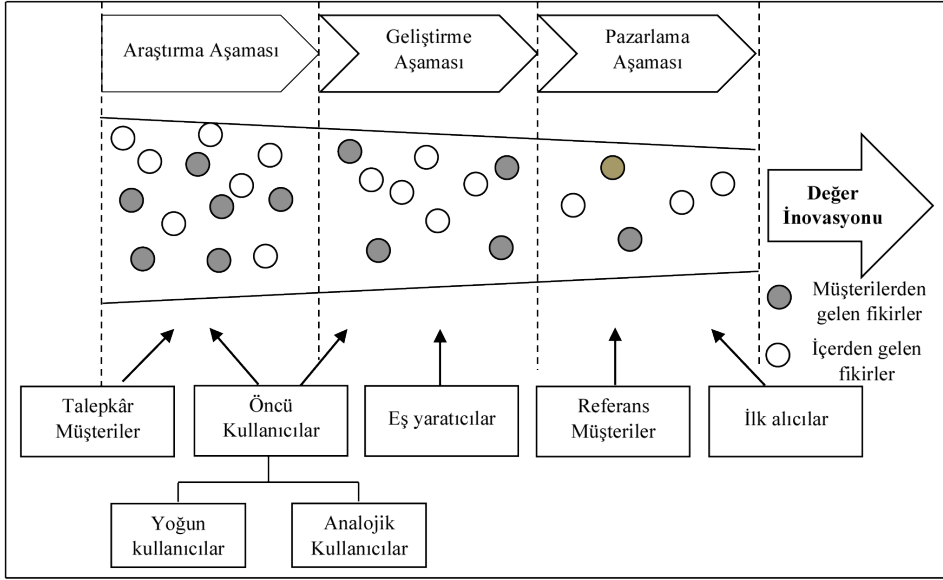 Araştırma Aşaması
Geliştirme
Aşaması
Pazarlama
Aşaması
Değer
İnovasyonu
Müşterilerden
gelen fikirler
İçerden gelen
fikirler
Talepkâr
Müşteriler
Öncü
Kullanıcılar
Eş yaratıcılar
Referans
Müşteriler
İlk alıcılar
Yoğun
kullanıcılar
Analojik
Kullanıcılar